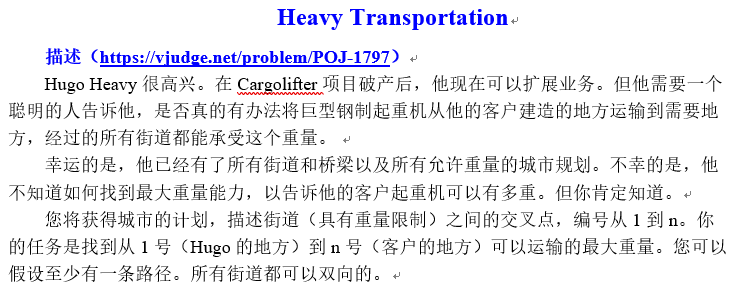 Heavy Transportation
描述（https://vjudge.net/problem/POJ-1797）
Hugo Heavy 很高兴。在 Cargolifter 项目破产后，他现在可以扩展业务。但他需要一个
聪明的人告诉他，是否真的有办法将巨型钢制起重机从他的客户建造的地方运输到需要地
方，经过的所有街道都能承受这个重量。
幸运的是，他已经有了所有街道和桥梁以及所有允许重量的城市规划。不幸的是，他
不知道如何找到最大重量能力，以告诉他的客户起重机可以有多重。但你肯定知道。
您将获得城市的计划，描述街道（具有重量限制）之间的交叉点，编号从 1 到 n。你
的任务是找到从 1 号（Hugo 的地方）到 n 号（客户的地方）可以运输的最大重量。您可以
假设至少有一条路径。所有街道都可以双向的。